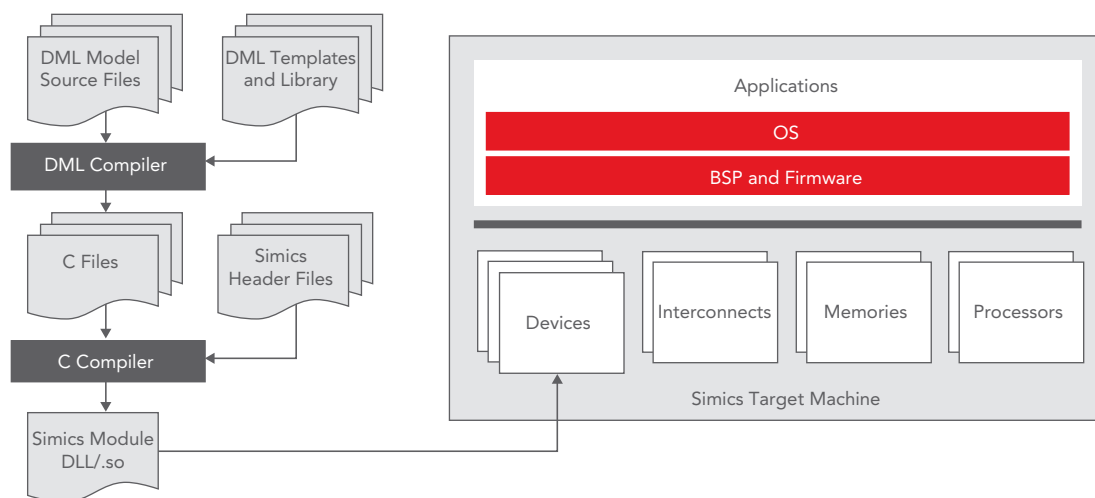 DML Model
Source Files
DML Templates
and Library
DML Compiler
C Files
Simics
Header Files
C Compiler
Simics Module
DLL/.so
Applications
OS
BSP and Firmware
Devices
Interconnects
Memories
Processors
Simics Target Machine